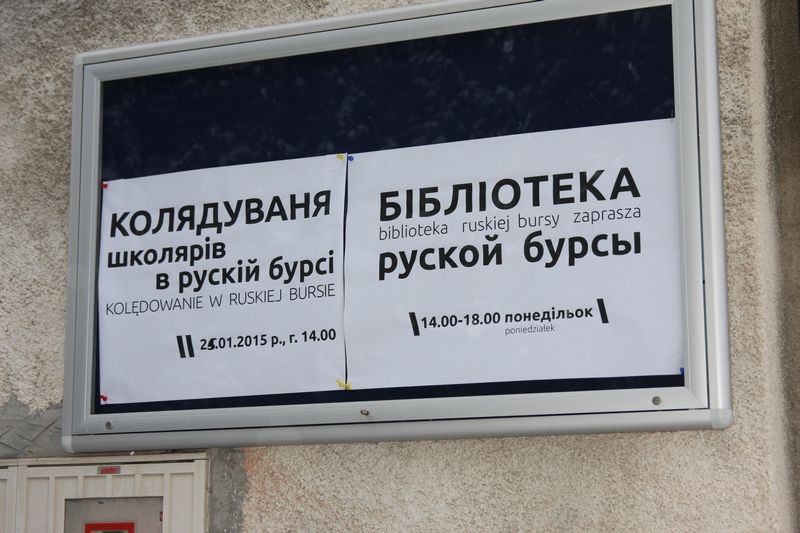 КОЛЯДУВАНЯ
школярів
в рускій бурсі
KOLĘDOWANIE W RUSKIEJ BURSIE
\\ 25.01.2015 р., г. 14.00
БІБЛІОТЕКА
biblioteka ruskiej bursy zaprasza
руской бурсы
\ 14.00-18.00 понедільок \
poniedziałek